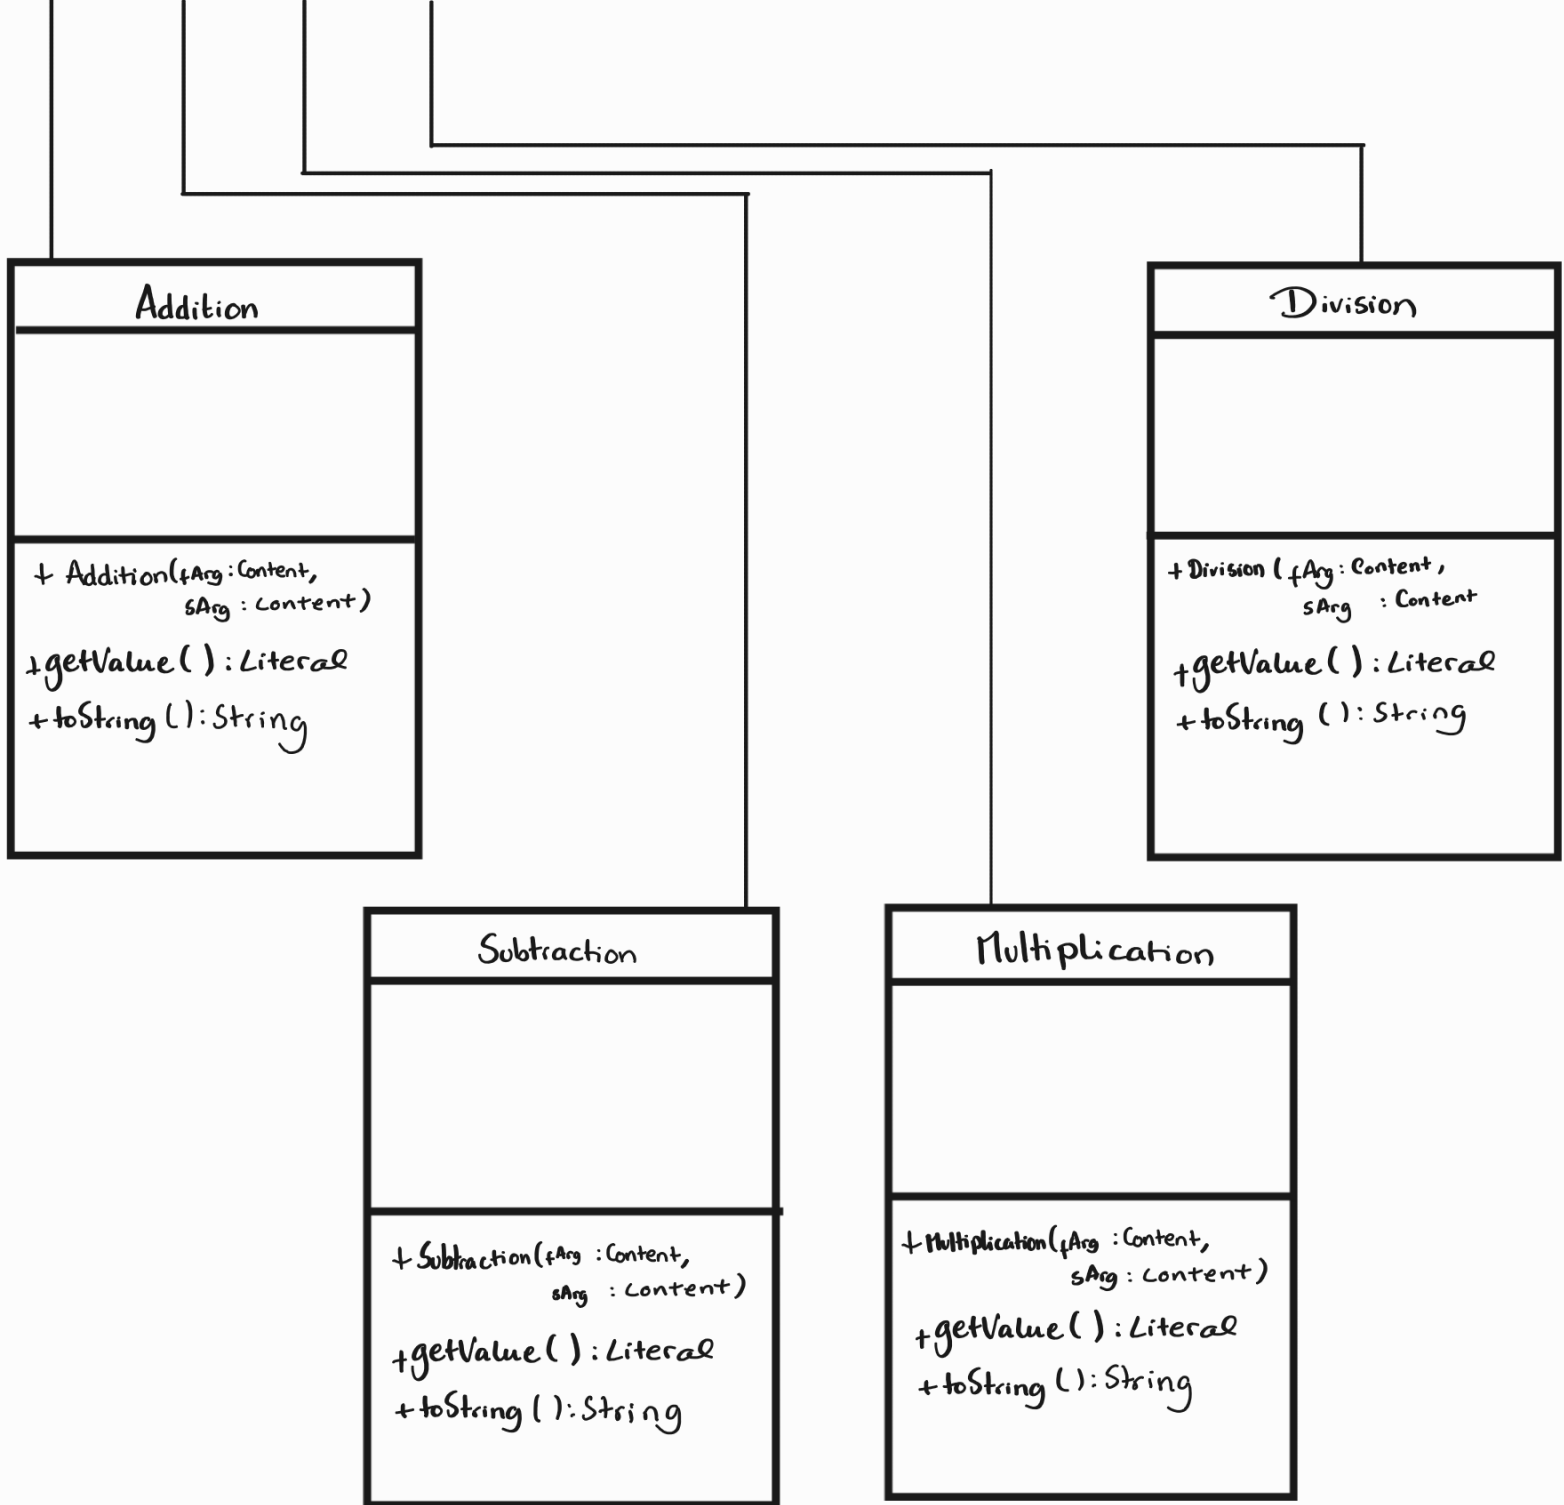 Addition
+ Addition(fArg : Content,
sArg : Content)
+getValue() : Literal
+toString() : String
Division
+Division(fArg : Content,
sArg : Content
+getValue() : Literal
+toString() : String
Subtraction
+Subtraction(fArg : Content,
sArg : Content)
+getValue() : Literal
+toString() : String
Multiplication
+Multiplication(fArg : Content,
sArg : Content)
+getValue() : Literal
+toString() : String